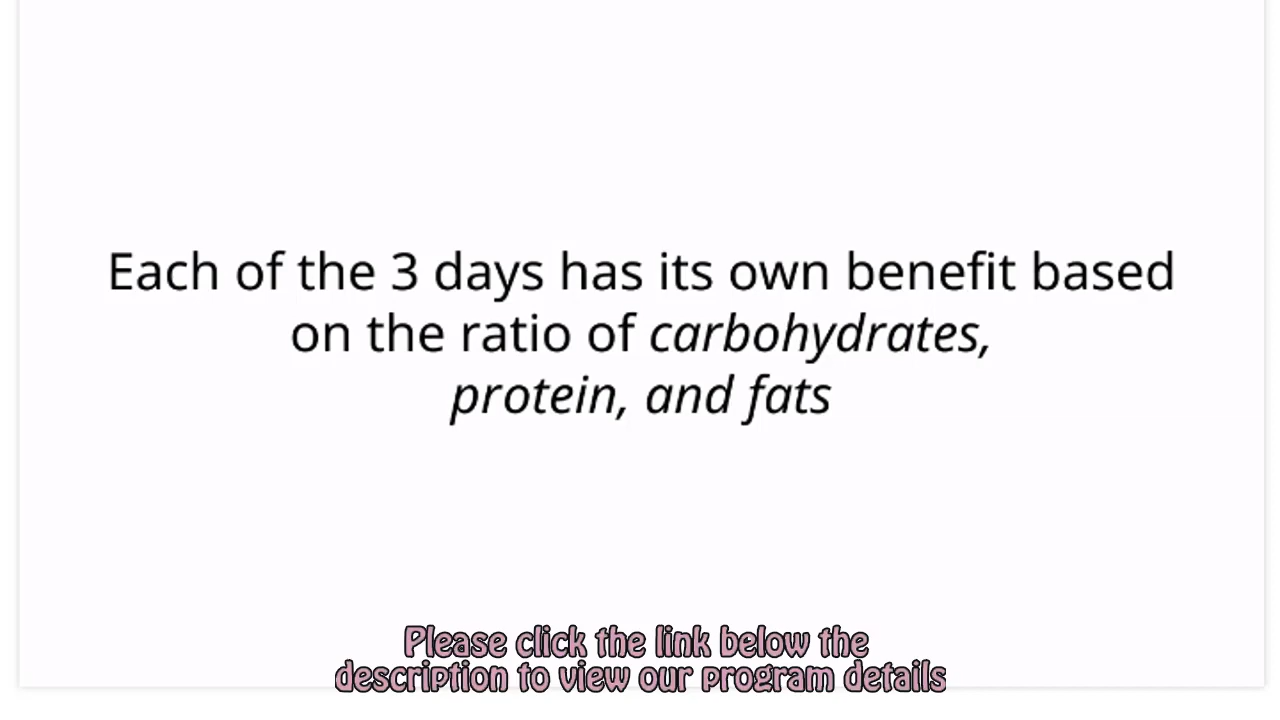 Each of the 3 days has its own benefit based
on the ratio of carbohydrates,
protein, and fats
Please click the link below the
description to view our program details